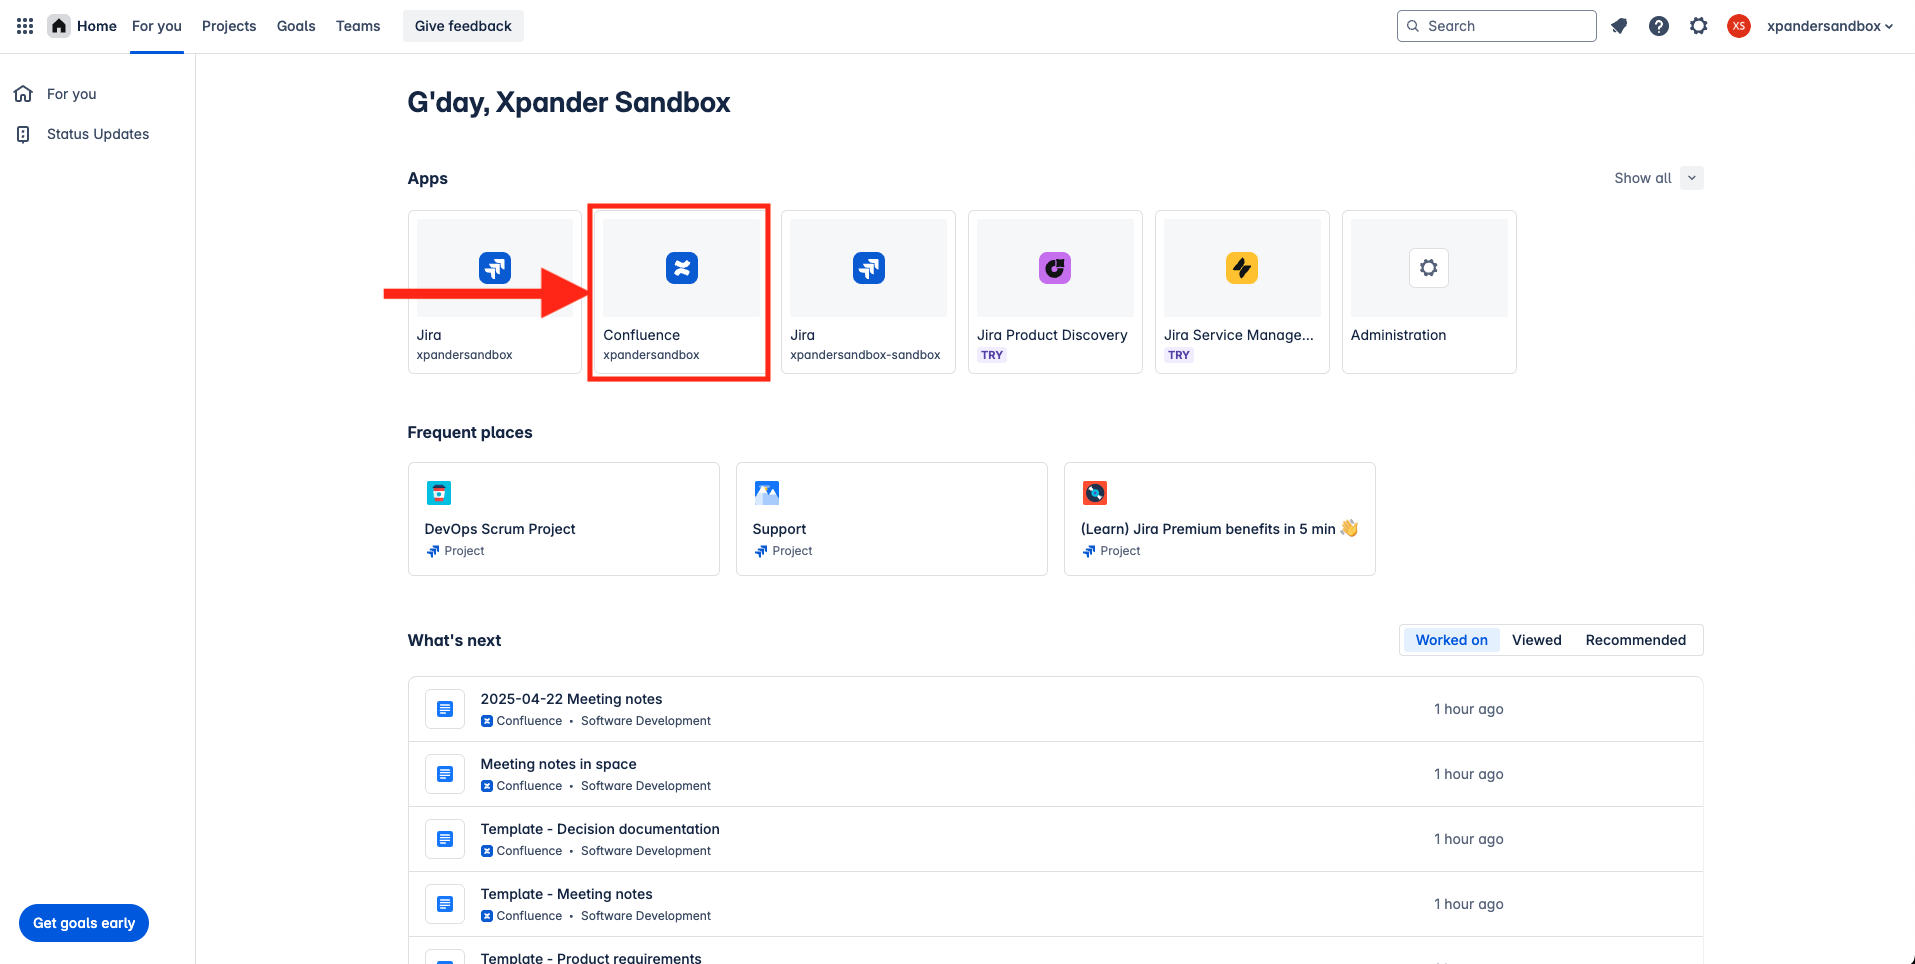 Home For you Projects Goals Teams Give feedback Search XS xpandersandbox
For you
Status Updates
G'day, Xpander Sandbox
Apps Show all
Jira
xpandersandbox
Confluence
xpandersandbox
Jira
xpandersandbox-sandbox
Jira Product Discovery
TRY
Jira Service Manage...
TRY
Administration
Frequent places
DevOps Scrum Project
Project
Support
Project
(Learn) Jira Premium benefits in 5 min 👋
Project
What's next Worked on Viewed Recommended
2025-04-22 Meeting notes
Confluence • Software Development
1 hour ago
Meeting notes in space
Confluence • Software Development
1 hour ago
Template - Decision documentation
Confluence • Software Development
1 hour ago
Template - Meeting notes
Confluence • Software Development
1 hour ago
Template - Product requirements
Get goals early